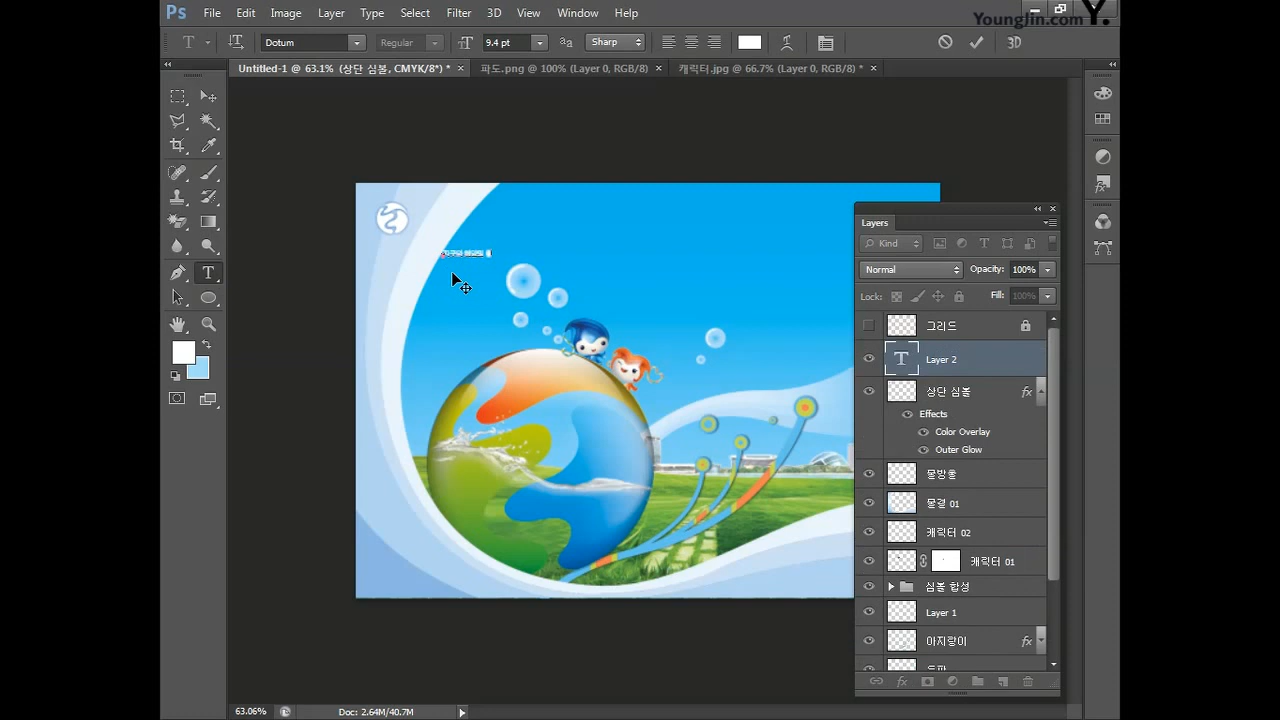 Ps File Edit Image Layer Type Select Filter 3D View Window Help
YoungJin.com Y.
T Dotum Regular 9.4 pt aa Sharp 3D
Untitled-1 @ 63.1% (상단 심볼, CMYK/8*) * × 파도.png @ 100% (Layer 0, RGB/8) × 캐릭터.jpg @ 66.7% (Layer 0, RGB/8) * ×
Layers
Kind
Normal Opacity: 100%
Lock: Fill: 100%
그리드
T Layer 2
상단 심볼 fx
Effects
Color Overlay
Outer Glow
물방울
물결 01
캐릭터 02
캐릭터 01
심볼 합성
Layer 1
아지랑이 fx
63.06% Doc: 2.64M/40.7M